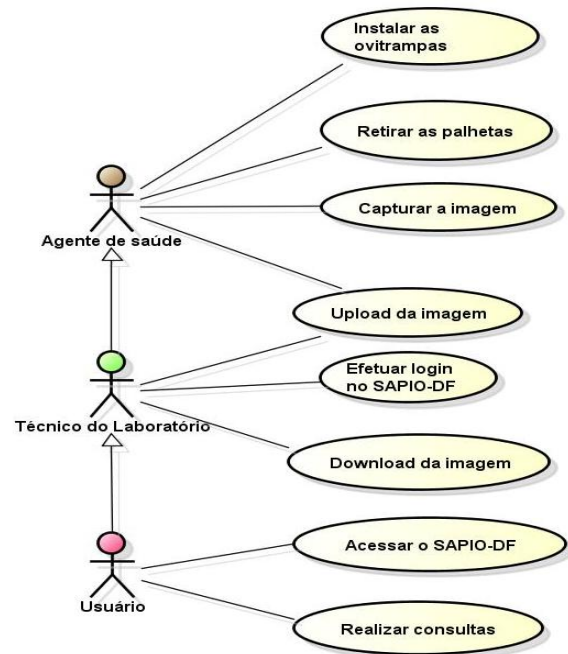 Instalar as
ovitrampas
Retirar as palhetas
Capturar a imagem
Agente de saúde
Upload da imagem
Efetuar login
no SAPIO-DF
Técnico do Laboratório
Download da imagem
Acessar o SAPIO-DF
Usuário
Realizar consultas